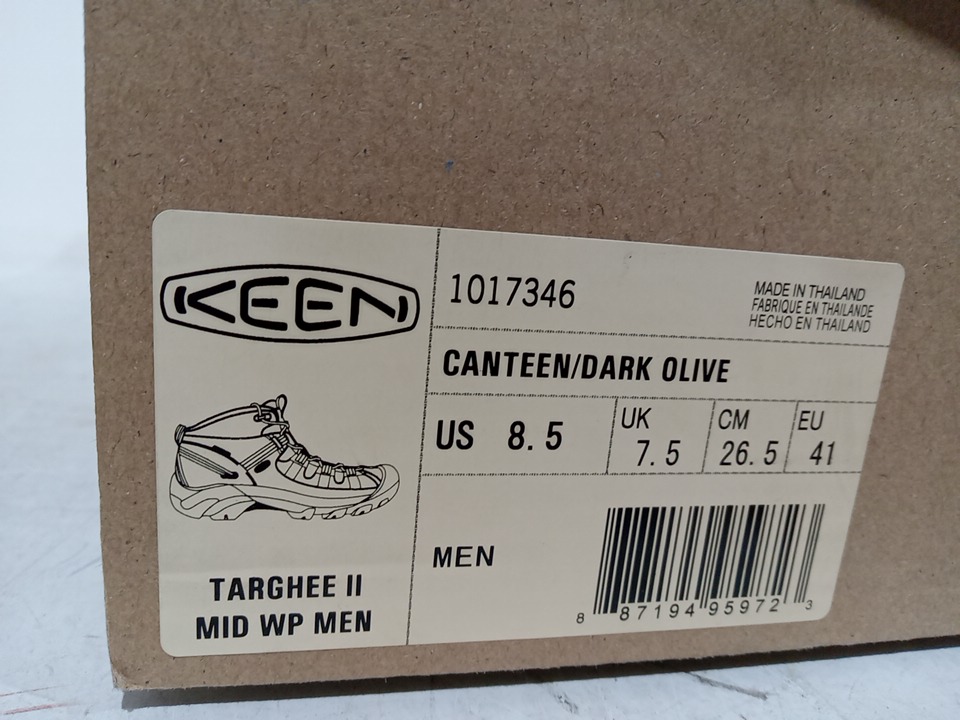 KEEN
TARGHEE II
MID WP MEN
1017346
MADE IN THAILAND
FABRIQUE EN THAILANDE
HECHO EN THAILAND
CANTEEN/DARK OLIVE
US 8.5
UK 7.5
CM 26.5
EU 41
MEN
8 87194 95972 3